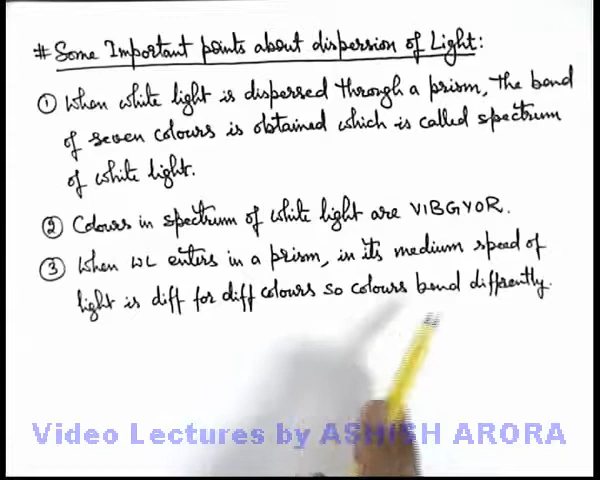 # Some Important points about dispersion of Light:
① When white light is dispersed through a prism, the band
of seven colours is obtained which is called spectrum
of white light.
② Colours in spectrum of white light are VIBGYOR.
③ When WL enters in a prism, in its medium speed of
light is diff for diff colours so colours bend differently.
Video Lectures by ASHISH ARORA